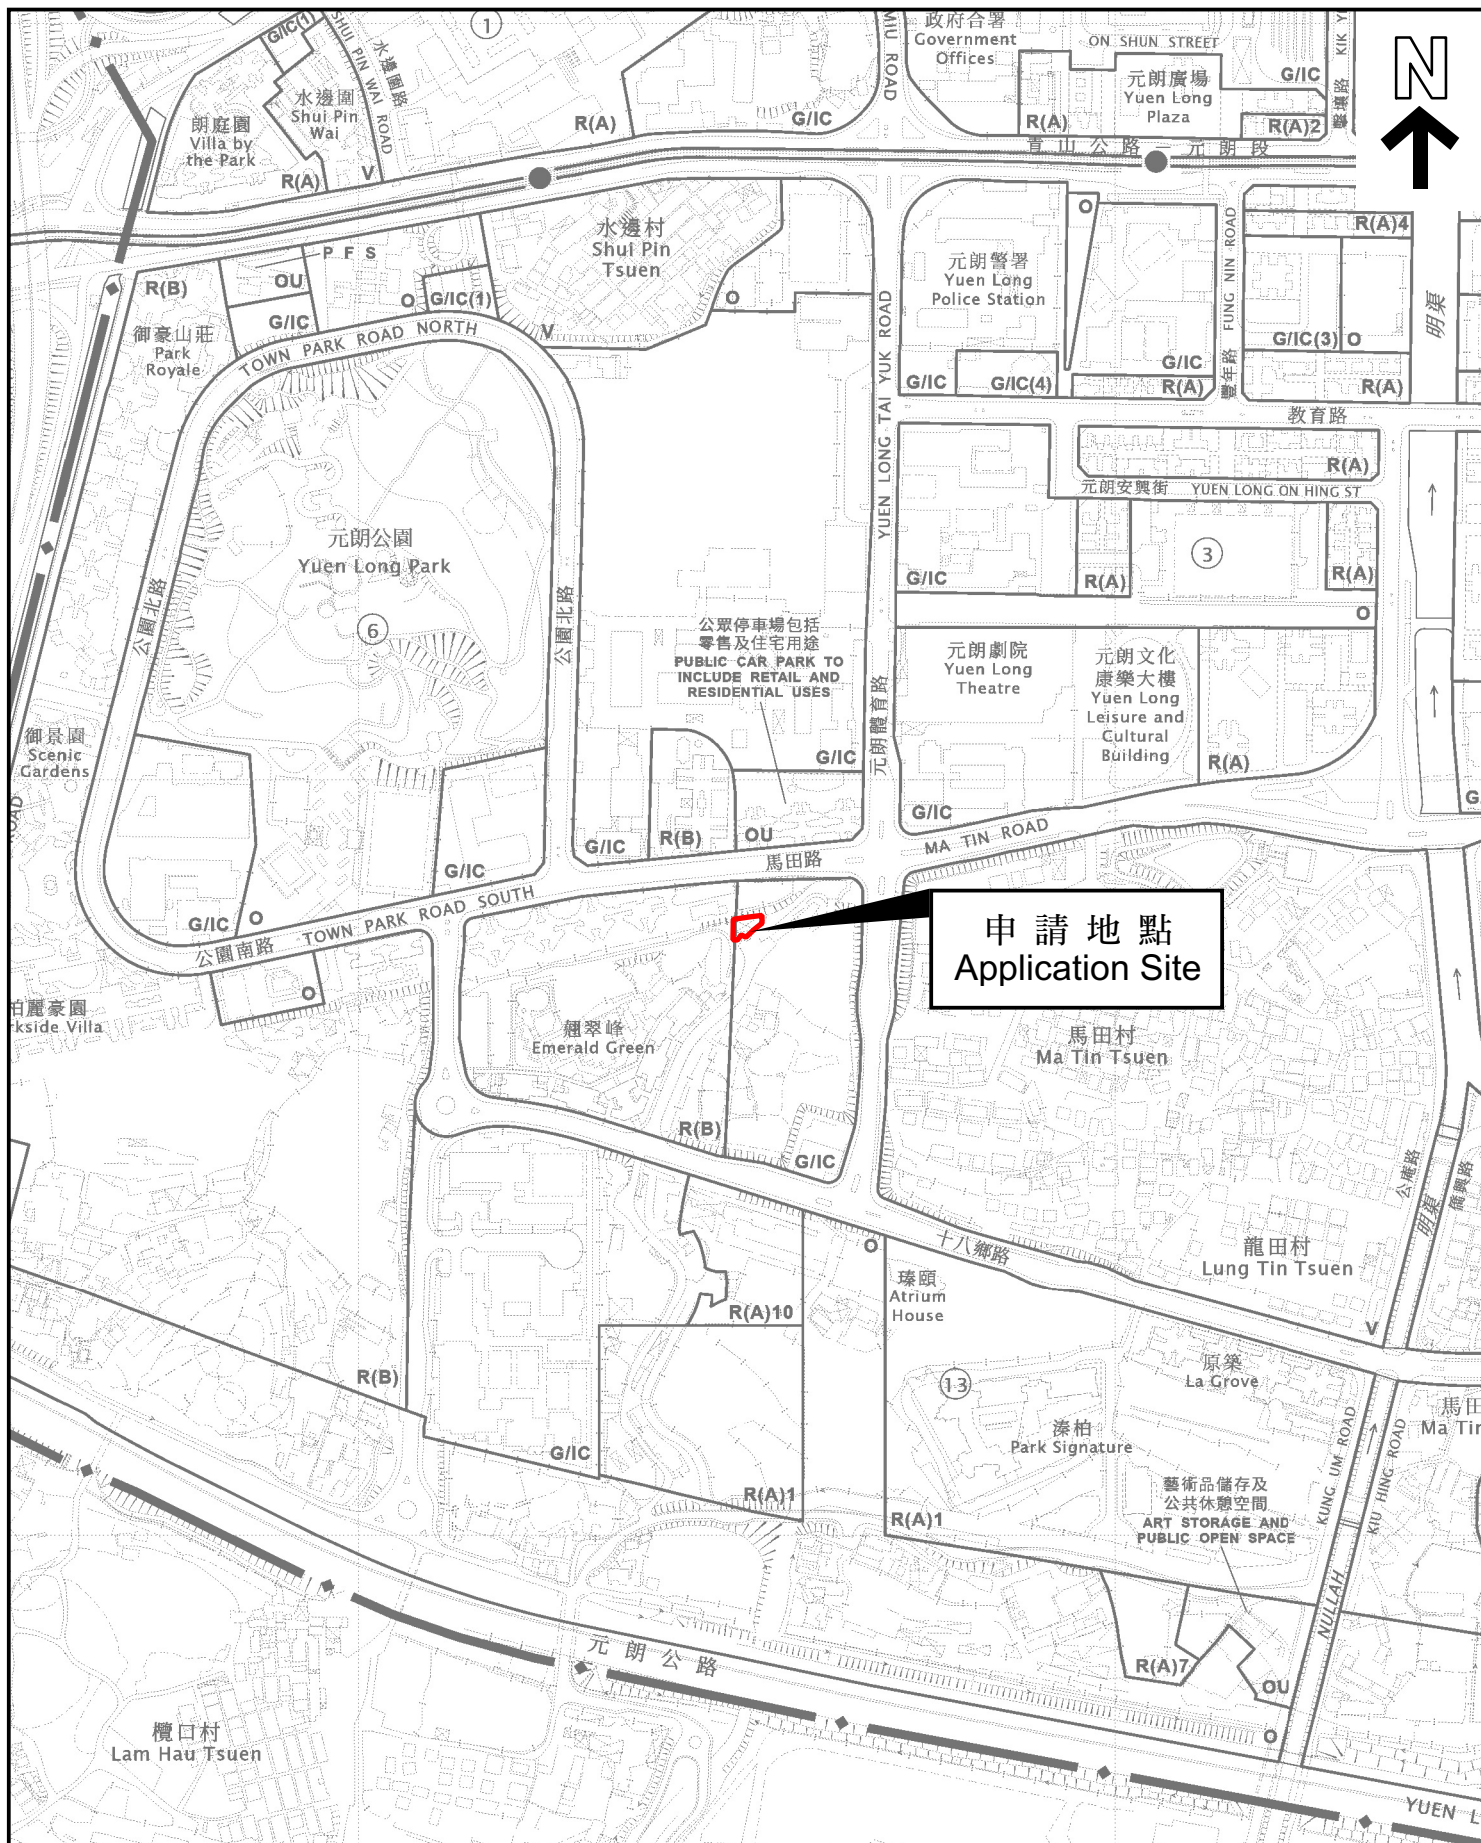 ①
G/IC(1)
SHUI PIN WAI ROAD
水邊圍路
水邊圍
Shui Pin
Wai
朗庭園
Villa by
the Park
R(A)
V
R(A)
G/IC
政府合署
Government
Offices
ON SHUN STREET
G/IC
元朗廣場
Yuen Long
Plaza
R(A)
R(A)2
青山公路 — 元朗段
N
水邊村
Shui Pin
Tsuen
P F S
R(B)
OU
G/IC
O
G/IC(1)
V
O
御豪山莊
Park
Royale
TOWN PARK ROAD NORTH
元朗警署
Yuen Long
Police Station
O
FUNG NIN ROAD
豐年路
R(A)4
明渠
G/IC(3)
O
G/IC
G/IC
G/IC(4)
R(A)
R(A)
教育路
YUEN LONG TAI YUK ROAD
元朗體育路
R(A)
元朗安興街
YUEN LONG ON HING ST
③
G/IC
R(A)
R(A)
O
元朗公園
Yuen Long Park
⑥
公園北路
公園北路
公眾停車場包括
零售及住宅用途
PUBLIC CAR PARK TO
INCLUDE RETAIL AND
RESIDENTIAL USES
元朗劇院
Yuen Long
Theatre
元朗文化
康樂大樓
Yuen Long
Leisure and
Cultural
Building
R(A)
御景園
Scenic
Gardens
G/IC
G/IC
R(B)
OU
G/IC
MA TIN ROAD
馬田路
G/IC
G/IC
O
公園南路
TOWN PARK ROAD SOUTH
O
申請地點
Application Site
柏麗豪園
rkside Villa
翹翠峰
Emerald Green
馬田村
Ma Tin Tsuen
R(B)
G/IC
公庵路
明渠
僑興路
十八鄉路
O
龍田村
Lung Tin Tsuen
V
臻頤
Atrium
House
R(A)10
R(B)
⑬
原築
La Grove
溱柏
Park Signature
馬田
Ma Tin
KUNG UM ROAD
KIU HING ROAD
G/IC
R(A)1
R(A)1
藝術品儲存及
公共休憩空間
ART STORAGE AND
PUBLIC OPEN SPACE
NULLAH
元朗公路
R(A)7
OU
O
欖口村
Lam Hau Tsuen
YUEN L